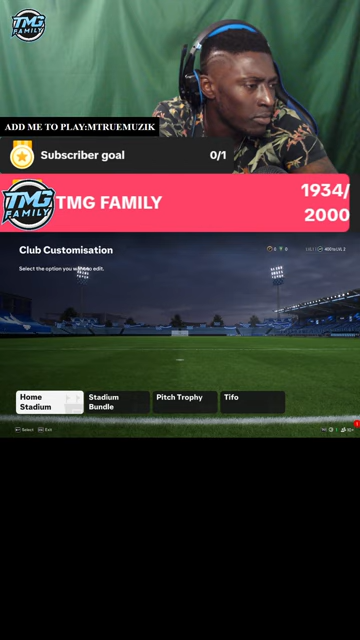 TMG
FAMILY
ADD ME TO PLAY:MTRUEMUZIK
Subscriber goal 0/1
TMG
FAMILY
TMG FAMILY
1934/
2000
Club Customisation
Select the option you wish to edit.
Home
Stadium
Stadium
Bundle
Pitch Trophy
Tifo
Select
Exit